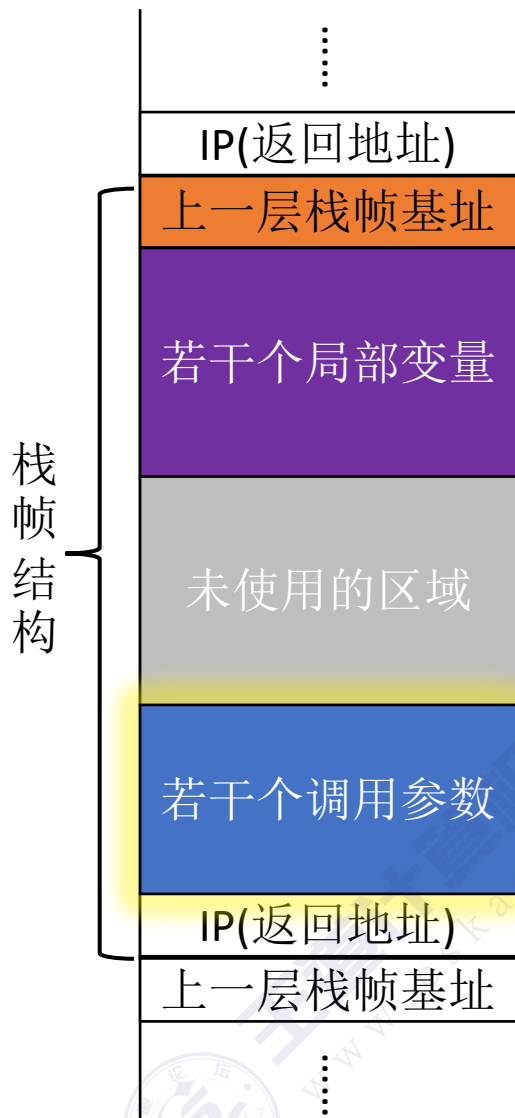 ……
IP(返回地址)
上一层栈帧基址
若干个局部变量
栈帧结构
未使用的区域
若干个调用参数
IP(返回地址)
上一层栈帧基址
……